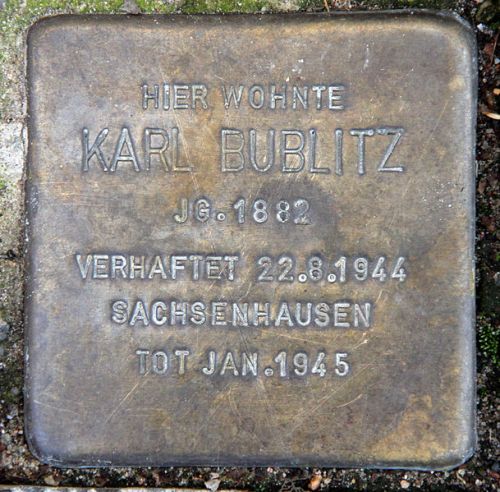 HIER WOHNTE
KARL BUBLITZ
JG. 1882
VERHAFTET 22.8.1944
SACHSENHAUSEN
TOT JAN. 1945